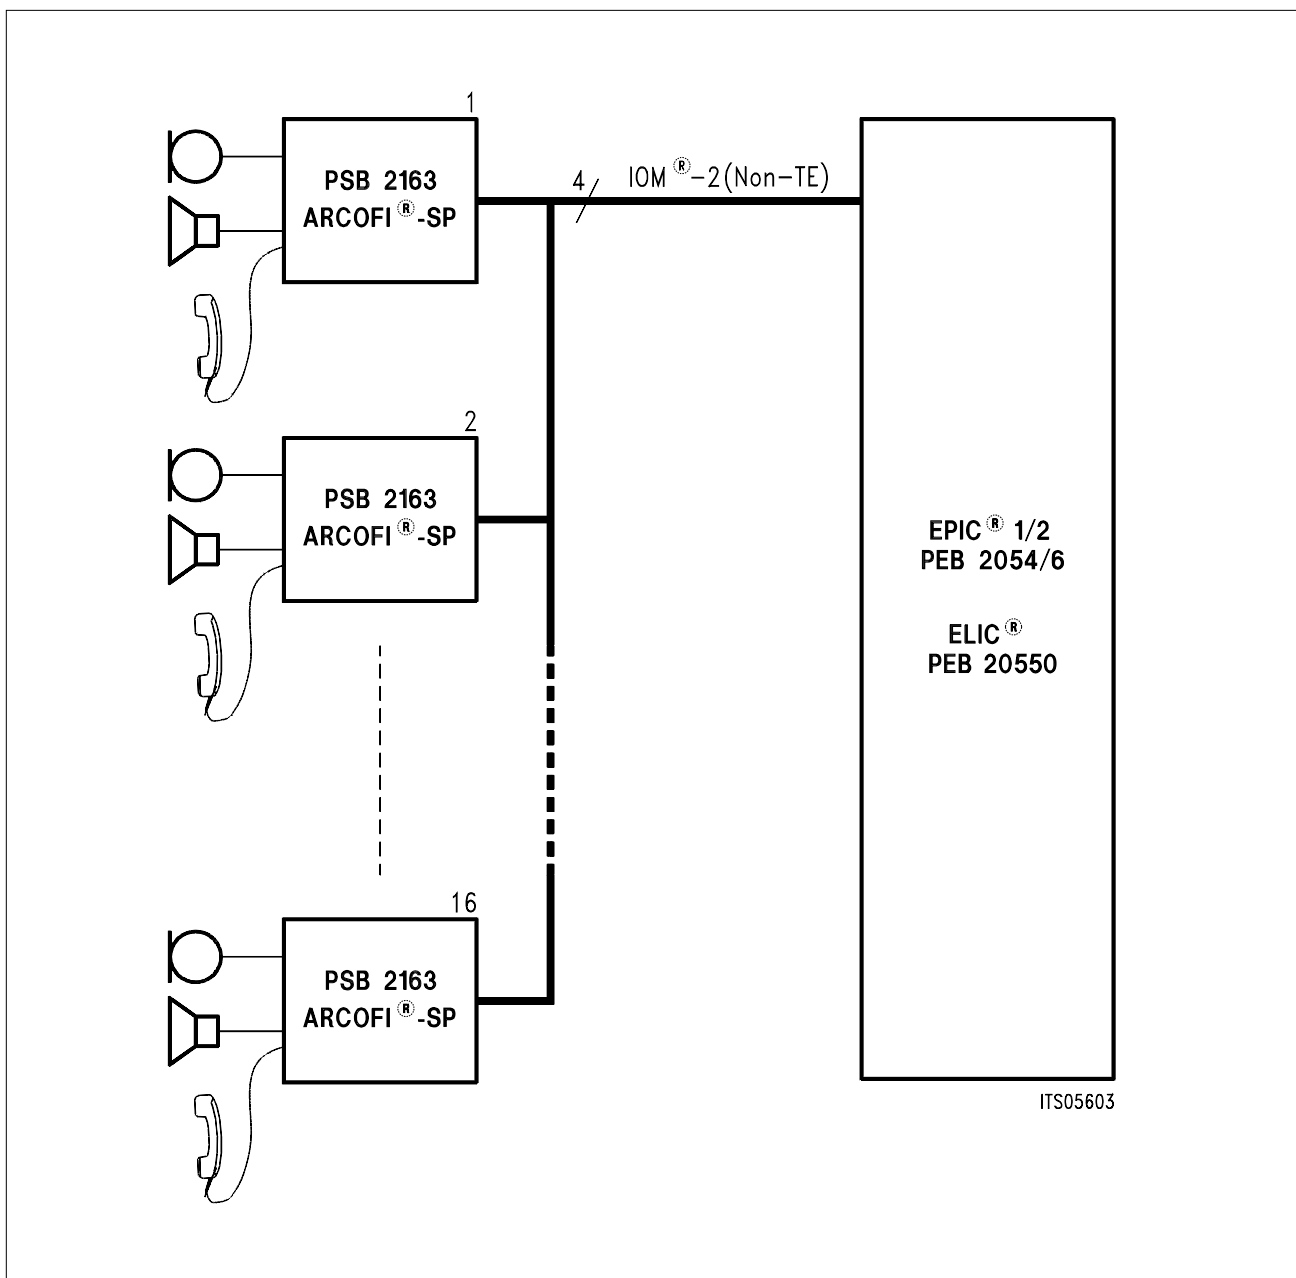 1
PSB 2163
ARCOFI®-SP
4
IOM®-2(Non-TE)
2
PSB 2163
ARCOFI®-SP
EPIC® 1/2
PEB 2054/6
ELIC®
PEB 20550
16
PSB 2163
ARCOFI®-SP
ITS05603